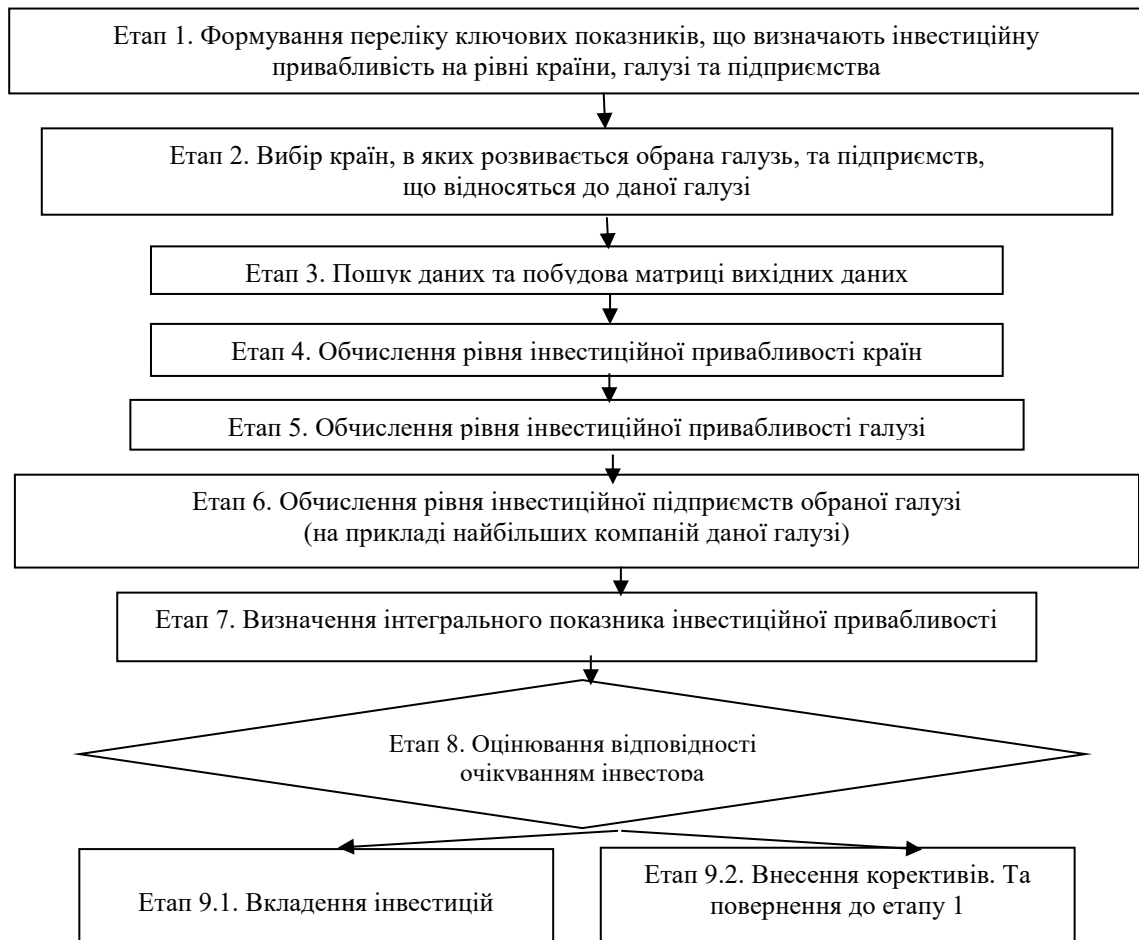 Етап 1. Формування переліку ключових показників, що визначають інвестиційну
привабливість на рівні країни, галузі та підприємства
Етап 2. Вибір країн, в яких розвивається обрана галузь, та підприємств,
що відносяться до даної галузі
Етап 3. Пошук даних та побудова матриці вихідних даних
Етап 4. Обчислення рівня інвестиційної привабливості країн
Етап 5. Обчислення рівня інвестиційної привабливості галузі
Етап 6. Обчислення рівня інвестиційної підприємств обраної галузі
(на прикладі найбільших компаній даної галузі)
Етап 7. Визначення інтегрального показника інвестиційної привабливості
Етап 8. Оцінювання відповідності
очікуванням інвестора
Етап 9.1. Вкладення інвестицій
Етап 9.2. Внесення корективів. Та
повернення до етапу 1